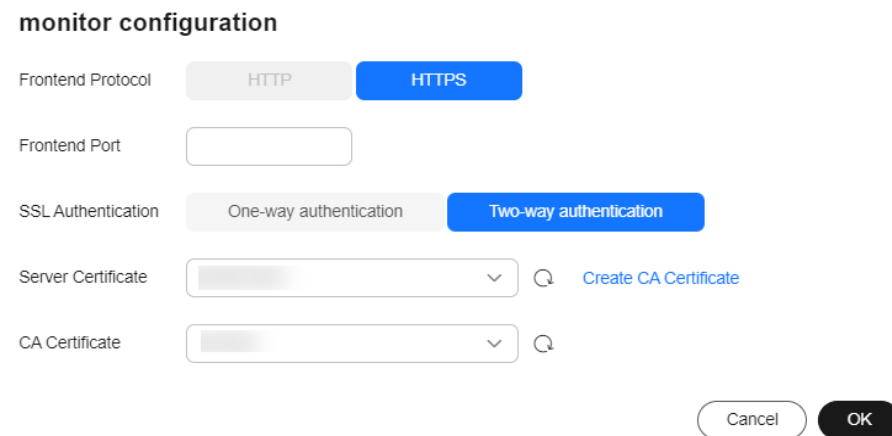 monitor configuration
Frontend Protocol HTTP HTTPS
Frontend Port
SSL Authentication One-way authentication Two-way authentication
Server Certificate Create CA Certificate
CA Certificate
Cancel OK